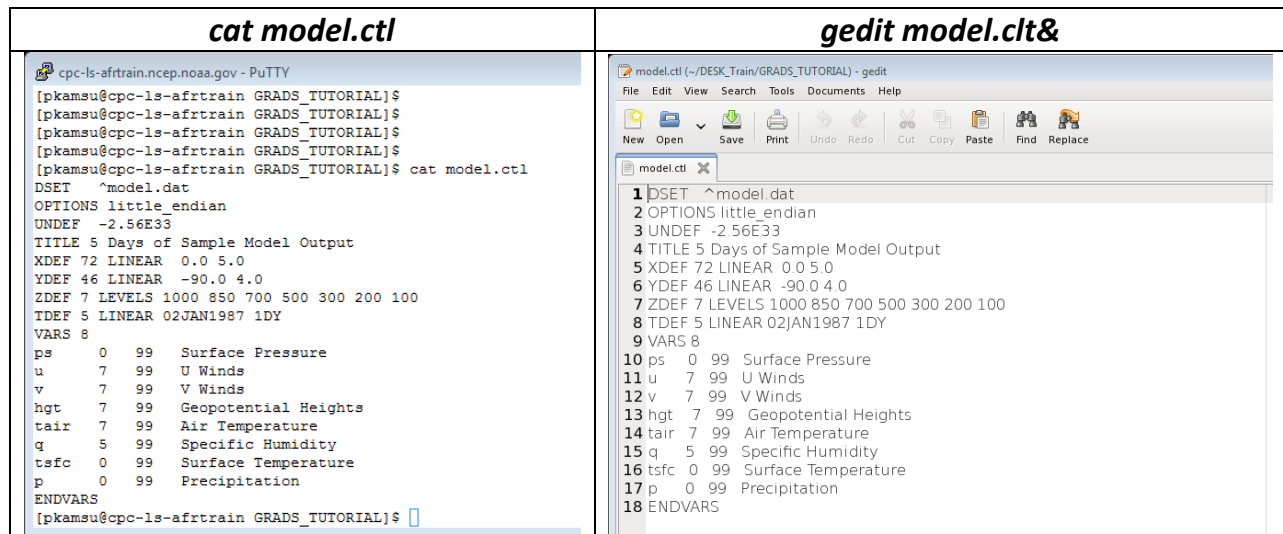 cat model.ctl
gedit model.clt&
cpc-ls-afrtrain.ncep.noaa.gov - PuTTY
[pkamsu@cpc-ls-afrtrain GRADS_TUTORIAL]$
[pkamsu@cpc-ls-afrtrain GRADS_TUTORIAL]$
[pkamsu@cpc-ls-afrtrain GRADS_TUTORIAL]$
[pkamsu@cpc-ls-afrtrain GRADS_TUTORIAL]$
[pkamsu@cpc-ls-afrtrain GRADS_TUTORIAL]$ cat model.ctl
DSET ^model.dat
OPTIONS little_endian
UNDEF -2.56E33
TITLE 5 Days of Sample Model Output
XDEF 72 LINEAR 0.0 5.0
YDEF 46 LINEAR -90.0 4.0
ZDEF 7 LEVELS 1000 850 700 500 300 200 100
TDEF 5 LINEAR 02JAN1987 1DY
VARS 8
ps 0 99 Surface Pressure
u 7 99 U Winds
v 7 99 V Winds
hgt 7 99 Geopotential Heights
tair 7 99 Air Temperature
q 5 99 Specific Humidity
tsfc 0 99 Surface Temperature
p 0 99 Precipitation
ENDVARS
[pkamsu@cpc-ls-afrtrain GRADS_TUTORIAL]$
model.ctl (~/DESK_Train/GRADS_TUTORIAL) - gedit
File Edit View Search Tools Documents Help
New Open Save Print Undo Redo Cut Copy Paste Find Replace
model.ctl
1 DSET ^model.dat
2 OPTIONS little_endian
3 UNDEF -2.56E33
4 TITLE 5 Days of Sample Model Output
5 XDEF 72 LINEAR 0.0 5.0
6 YDEF 46 LINEAR -90.0 4.0
7 ZDEF 7 LEVELS 1000 850 700 500 300 200 100
8 TDEF 5 LINEAR 02JAN1987 1DY
9 VARS 8
10 ps 0 99 Surface Pressure
11 u 7 99 U Winds
12 v 7 99 V Winds
13 hgt 7 99 Geopotential Heights
14 tair 7 99 Air Temperature
15 q 5 99 Specific Humidity
16 tsfc 0 99 Surface Temperature
17 p 0 99 Precipitation
18 ENDVARS